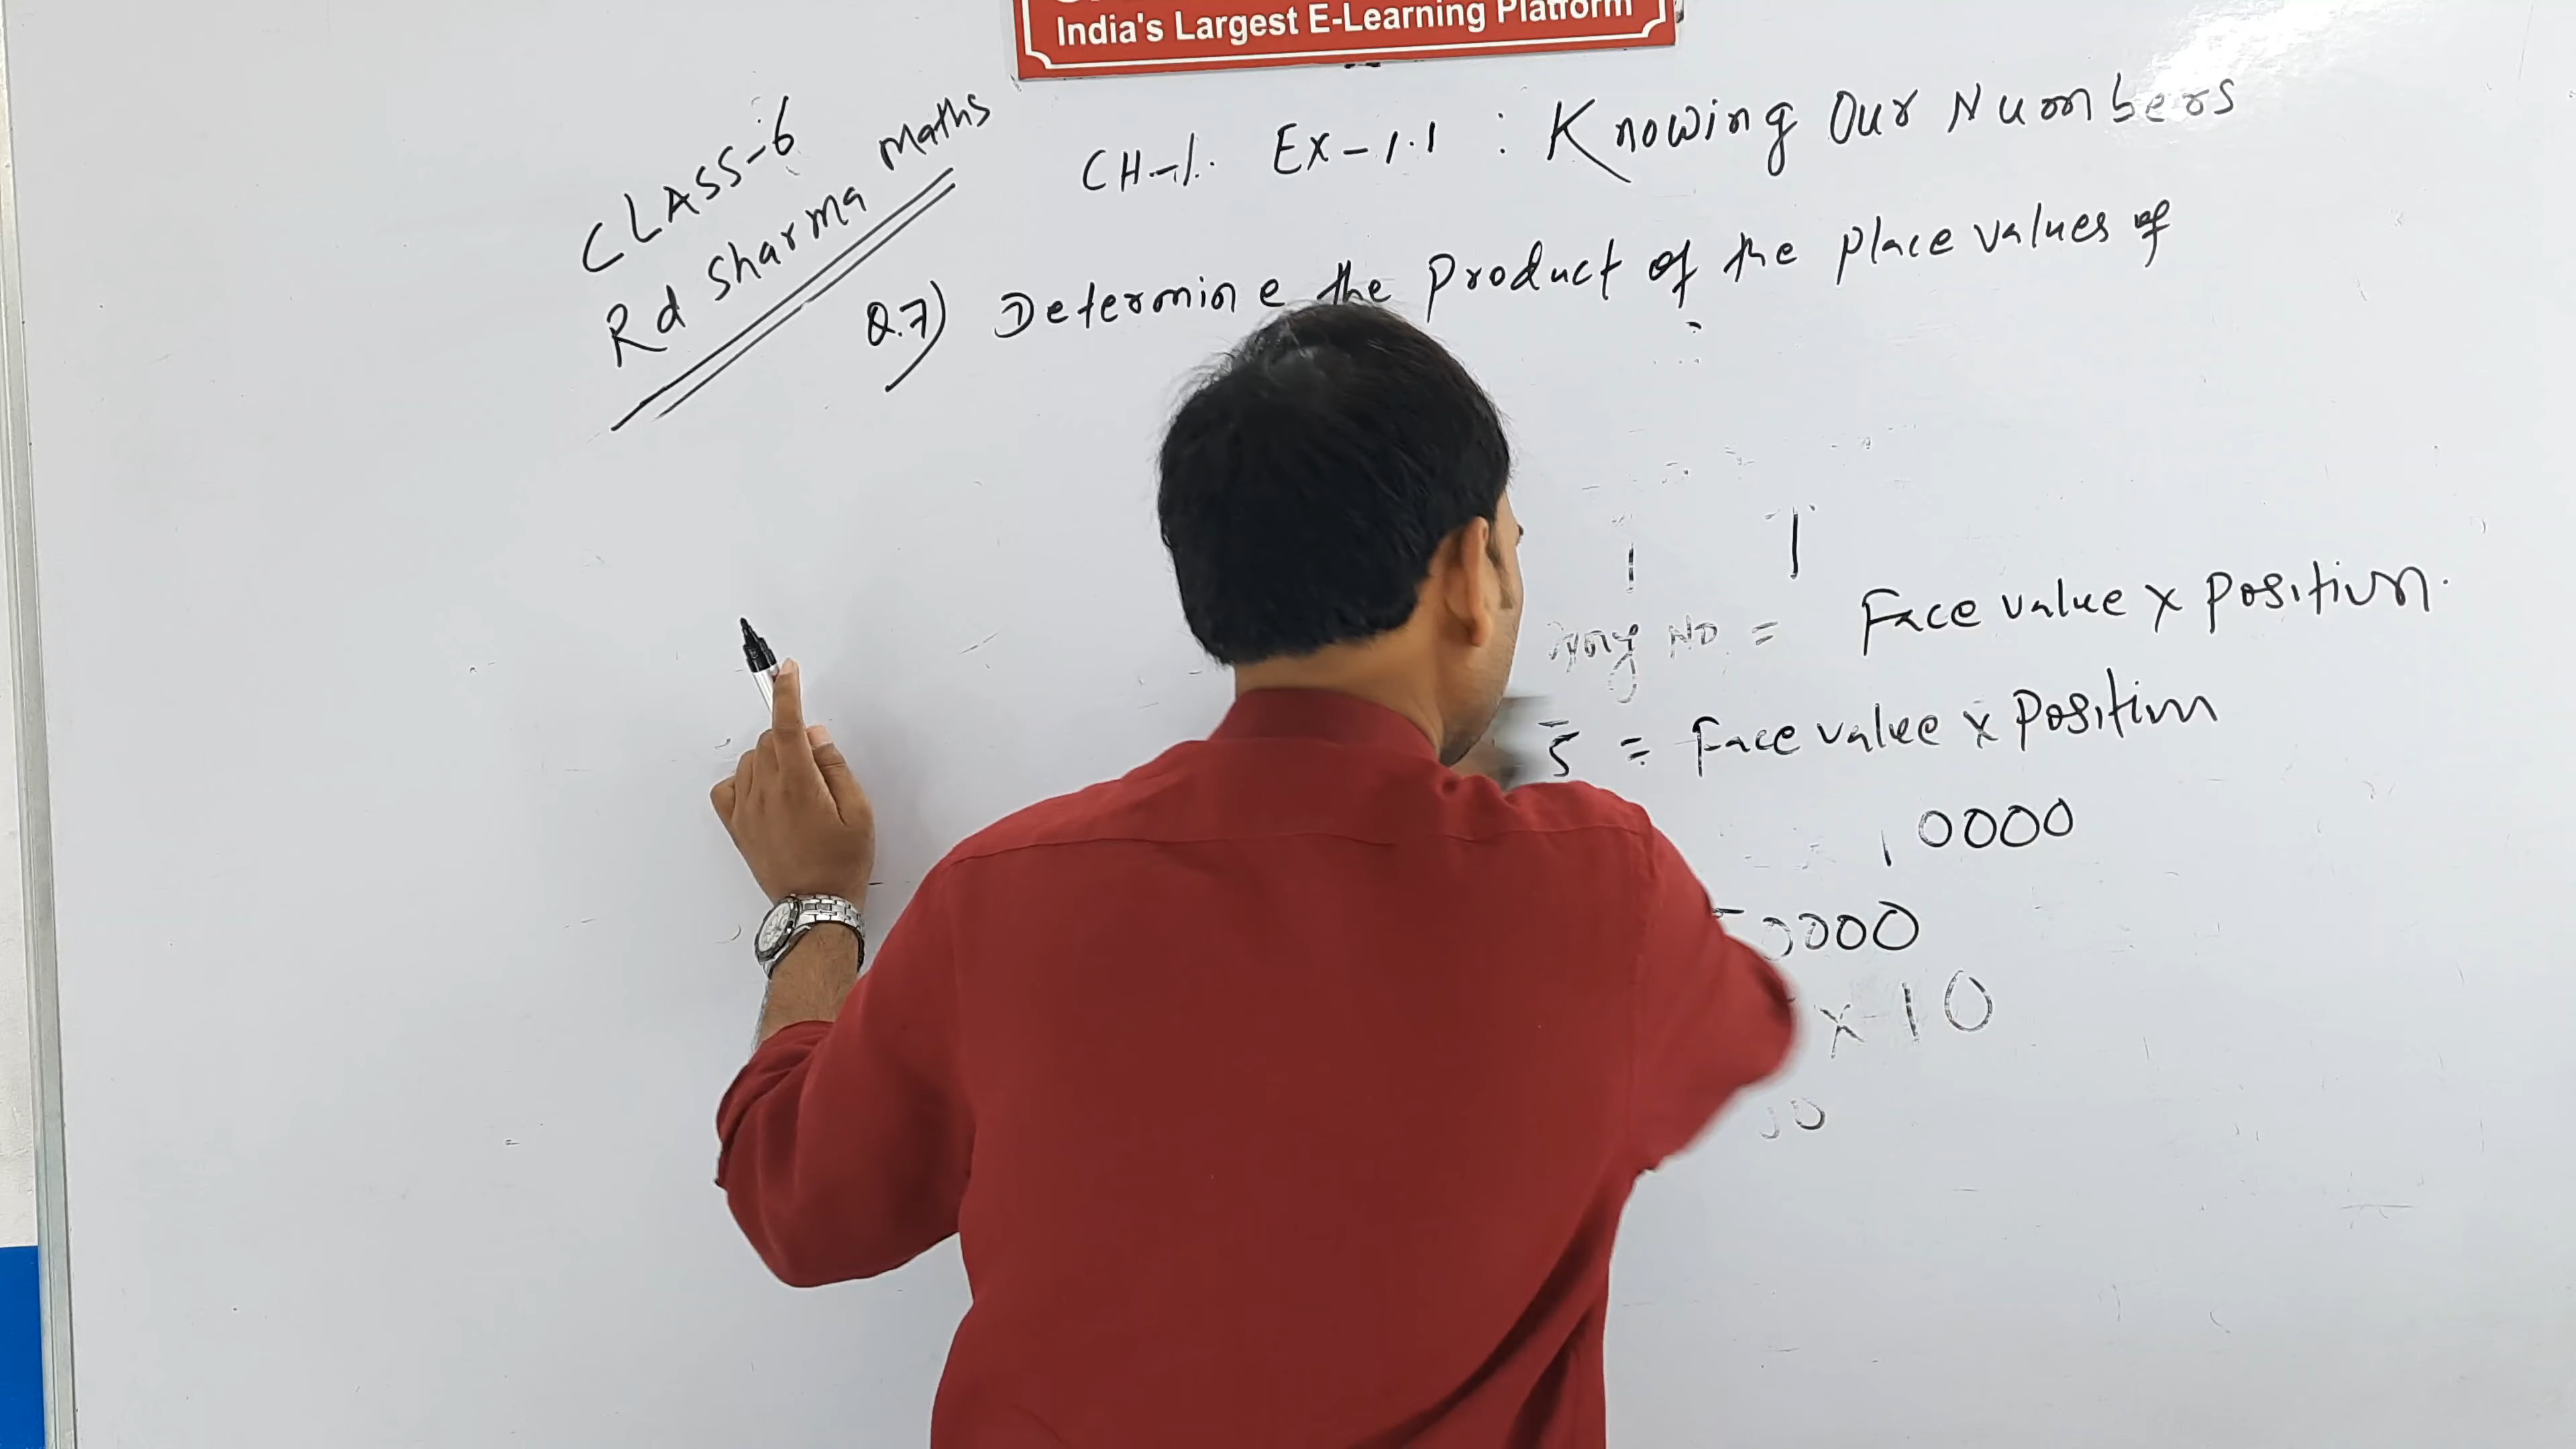 India's Largest E-Learning Platform
CLASS-6
Rd Sharma Maths
CH-1. Ex-1.1 : Knowing Our Numbers
Q.7) Determine the Product of the Place values of
No = Face value x Position.
5 = Face value x Position
10000
0000
x 10